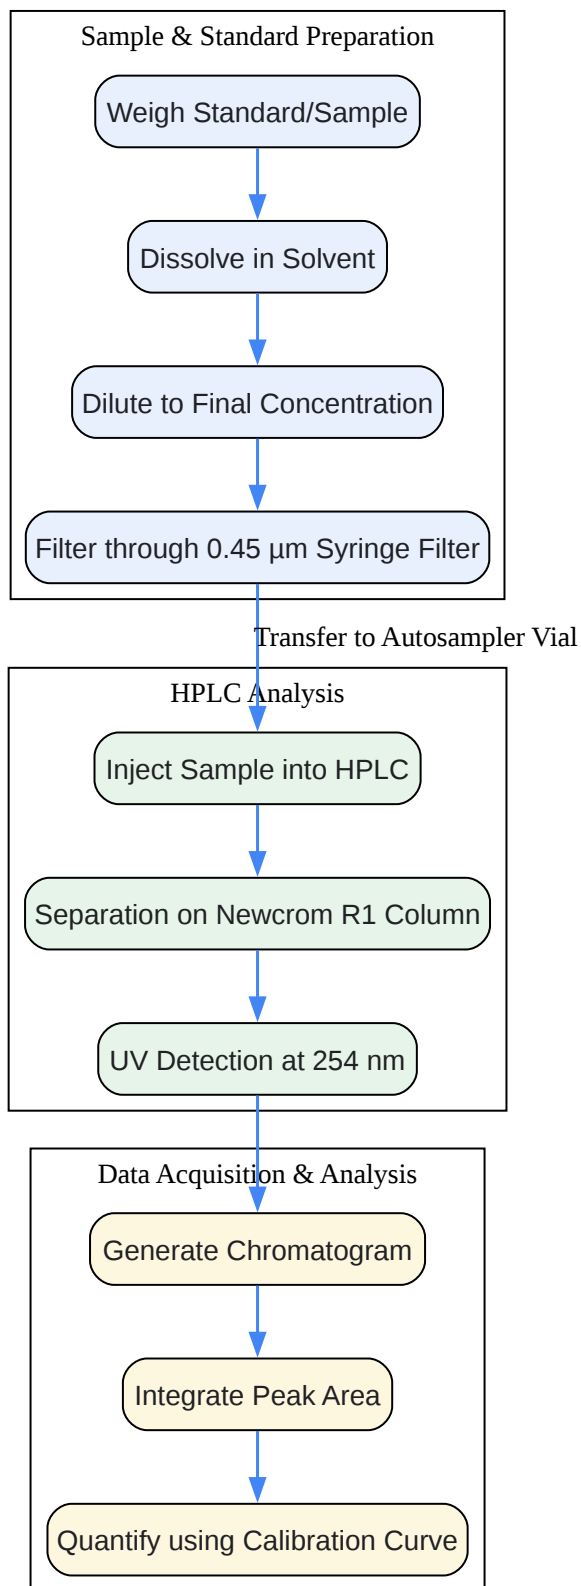 Sample & Standard Preparation
Weigh Standard/Sample
Dissolve in Solvent
Dilute to Final Concentration
Filter through 0.45 µm Syringe Filter
Transfer to Autosampler Vial
HPLC Analysis
Inject Sample into HPLC
Separation on Newcrom R1 Column
UV Detection at 254 nm
Data Acquisition & Analysis
Generate Chromatogram
Integrate Peak Area
Quantify using Calibration Curve